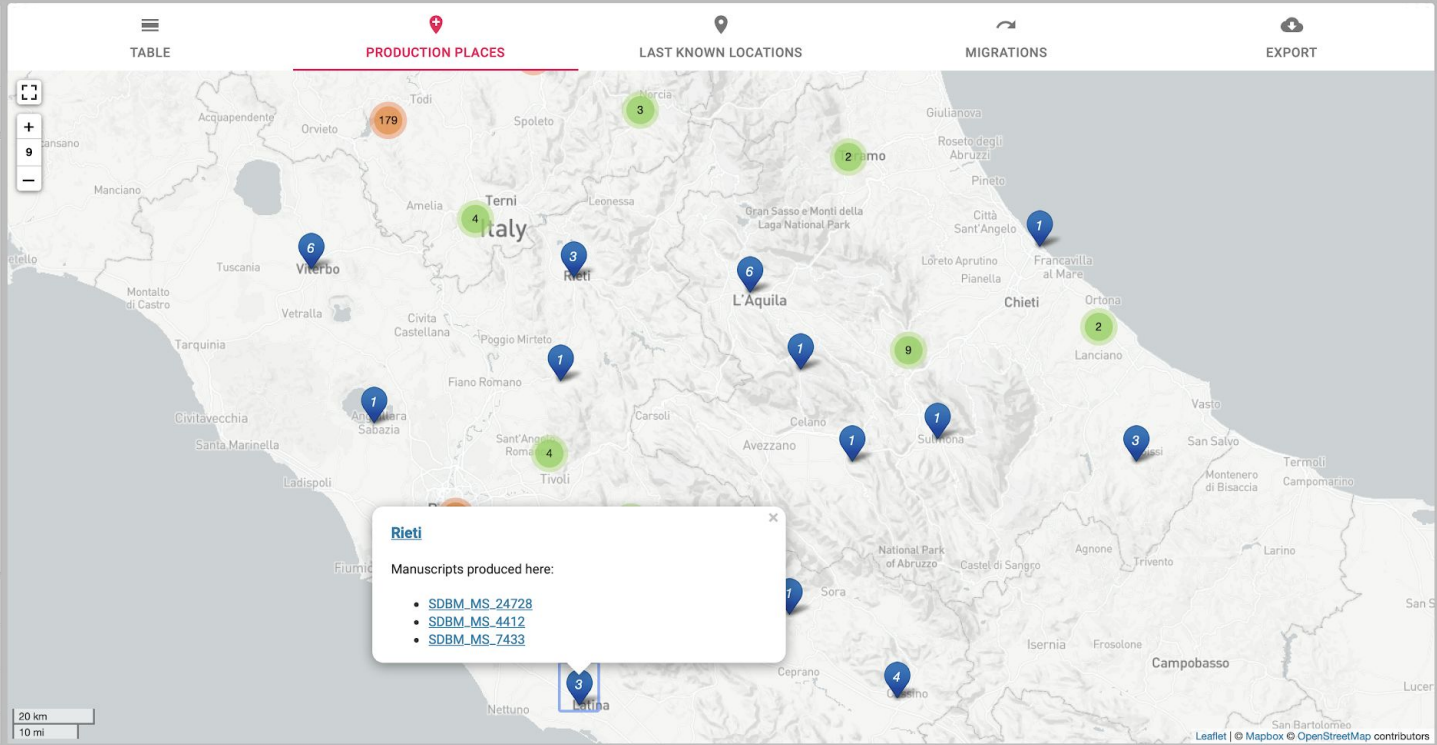 TABLE
PRODUCTION PLACES
LAST KNOWN LOCATIONS
MIGRATIONS
EXPORT
+
9
−
Acquapendente
Todi
Orvieto
179
Spoleto
Norcia
3
Giulianova
Roseto degli
Abruzzi
2
Pineto
Manciano
Amelia
Terni
4
Italy
Leonessa
Gran Sasso e Monti della
Laga National Park
Città
Sant'Angelo
1
6
Viterbo
Tuscania
3
Rieti
6
L'Aquila
Loreto Aprutino
Pianella
Francavilla
al Mare
Chieti
Ortona
2
Lanciano
Montalto
di Castro
Vetralla
Civita
Castellana
Poggio Mirteto
1
1
9
Tarquinia
Fiano Romano
Vasto
1
Sabazia
Civitavecchia
Santa Marinella
Carsoli
Celano
Avezzano
1
1
Sulmona
3
San Salvo
Termoli
Campomarino
Montenero
di Bisaccia
4
Tivoli
Ladispoli
×
Rieti
Manuscripts produced here:
• SDBM_MS_24728
• SDBM_MS_4412
• SDBM_MS_7433
National Park
of Abruzzo
Castel di Sangro
Agnone
Trivento
Larino
1
Sora
Isernia
Frosolone
Campobasso
Ceprano
4
Cassino
3
Latina
Nettuno
San Bartolomeo
20 km
10 mi
Leaflet | © Mapbox © OpenStreetMap contributors